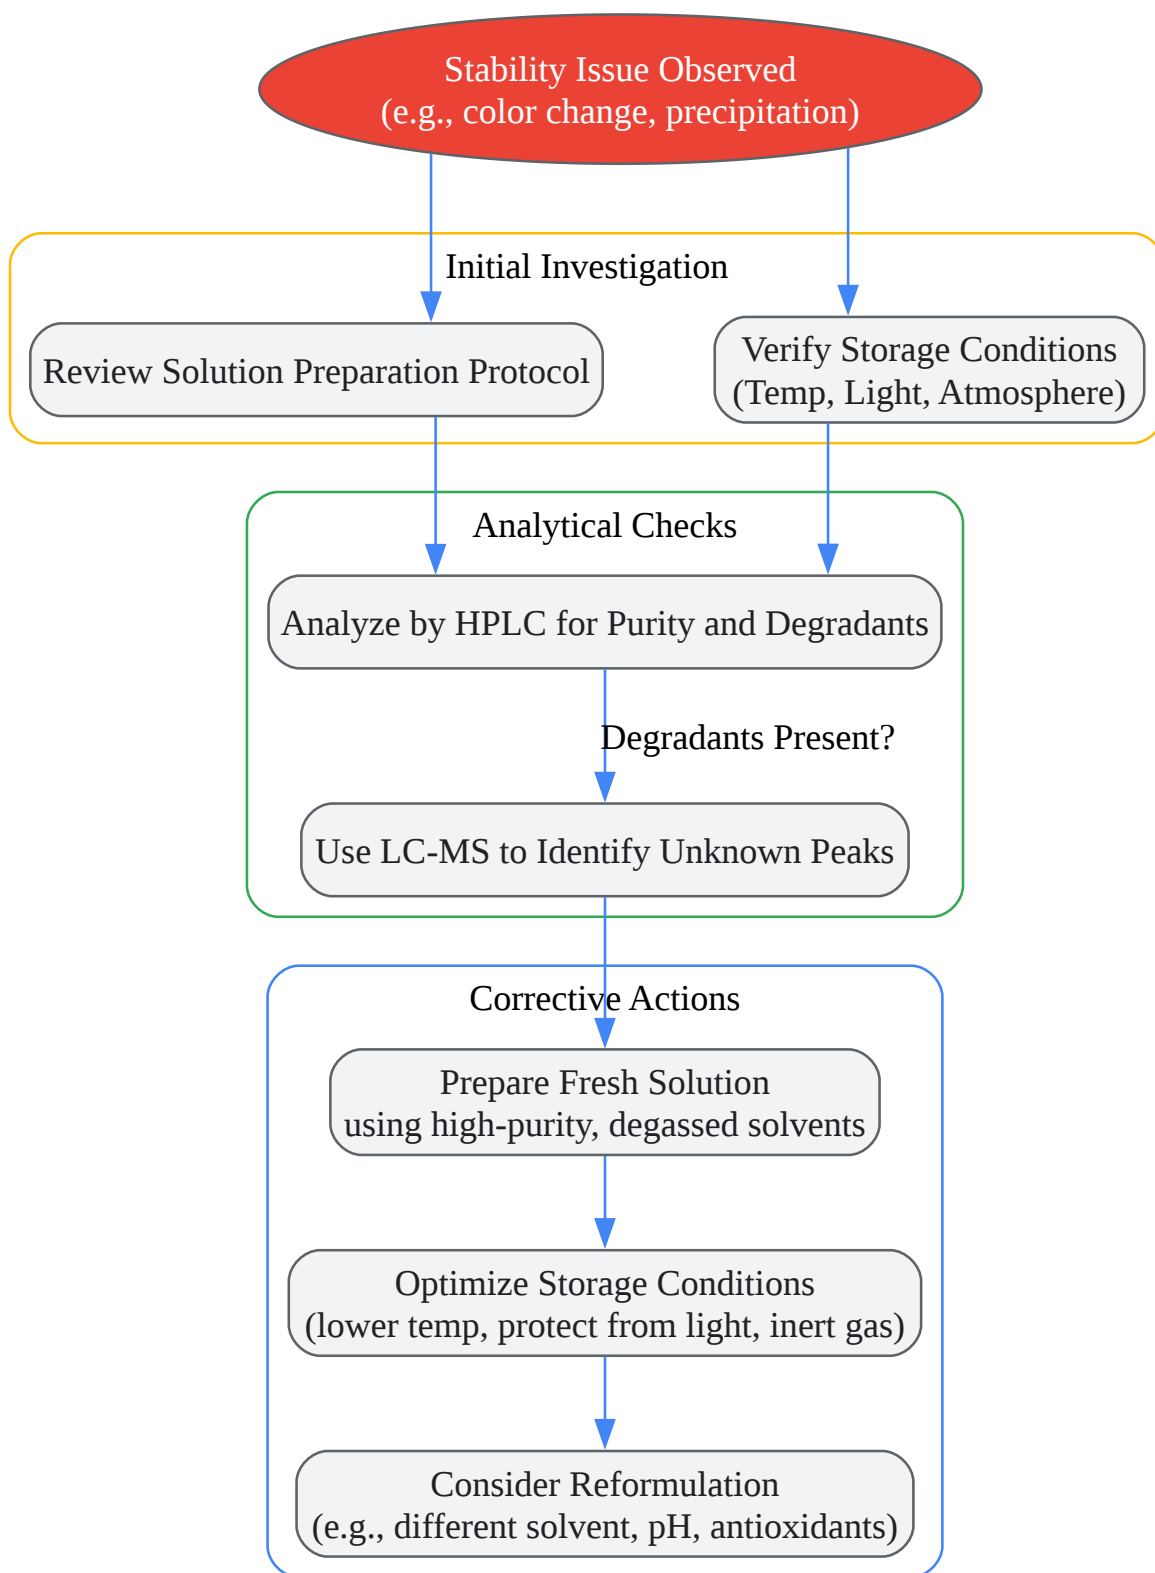 Stability Issue Observed
(e.g., color change, precipitation)
Initial Investigation
Review Solution Preparation Protocol
Verify Storage Conditions
(Temp, Light, Atmosphere)
Analytical Checks
Analyze by HPLC for Purity and Degradants
Degradants Present?
Use LC-MS to Identify Unknown Peaks
Corrective Actions
Prepare Fresh Solution
using high-purity, degassed solvents
Optimize Storage Conditions
(lower temp, protect from light, inert gas)
Consider Reformulation
(e.g., different solvent, pH, antioxidants)